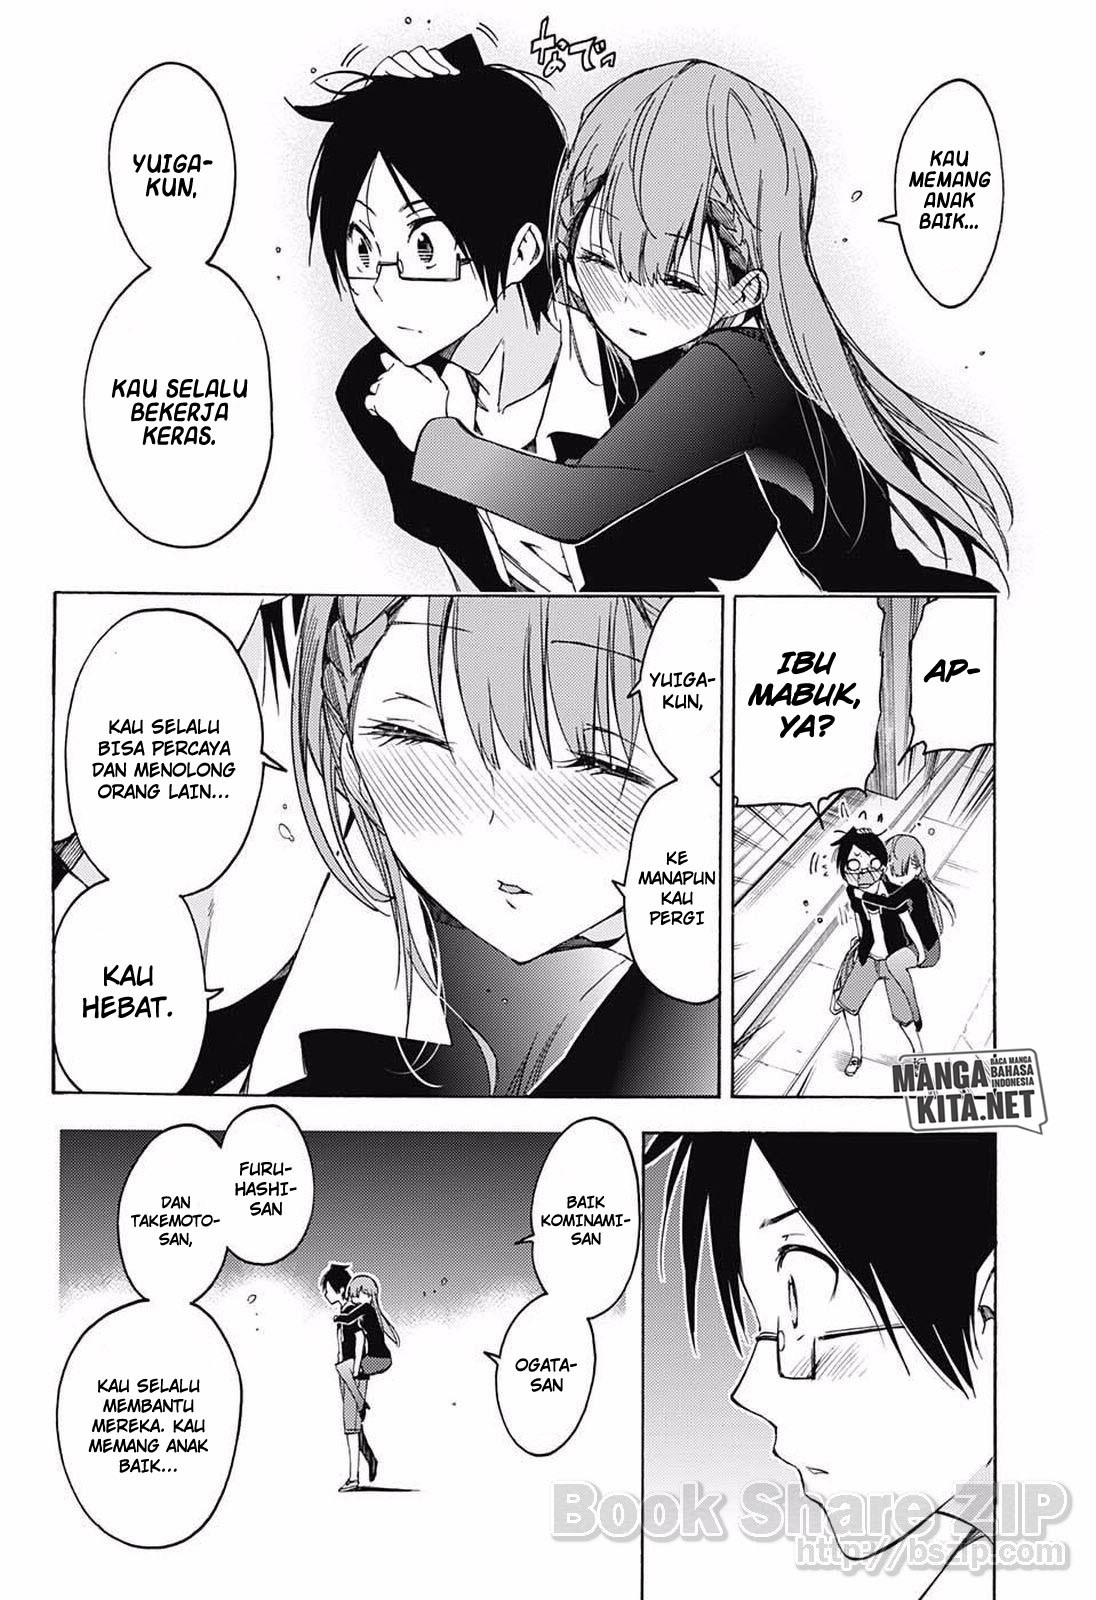 なでっ
KAU
MEMANG
ANAK
BAIK...
YUIGA-
KUN,
KAU SELALU
BEKERJA
KERAS.
AP-
IBU
MABUK,
YA?
YUIGA-
KUN,
KE
MANAPUN
KAU
PERGI
KAU SELALU
BISA PERCAYA
DAN MENOLONG
ORANG LAIN...
KAU
HEBAT.
MANGA
KITA.NET
BACA MANGA
BAHASA
INDONESIA
BAIK
KOMINAMI-
SAN
OGATA-
SAN
FURU-
HASHI-
SAN
DAN
TAKEMOTO-
SAN,
KAU SELALU
MEMBANTU
MEREKA. KAU
MEMANG ANAK
BAIK...
Book Share ZIP
http://bszip.com